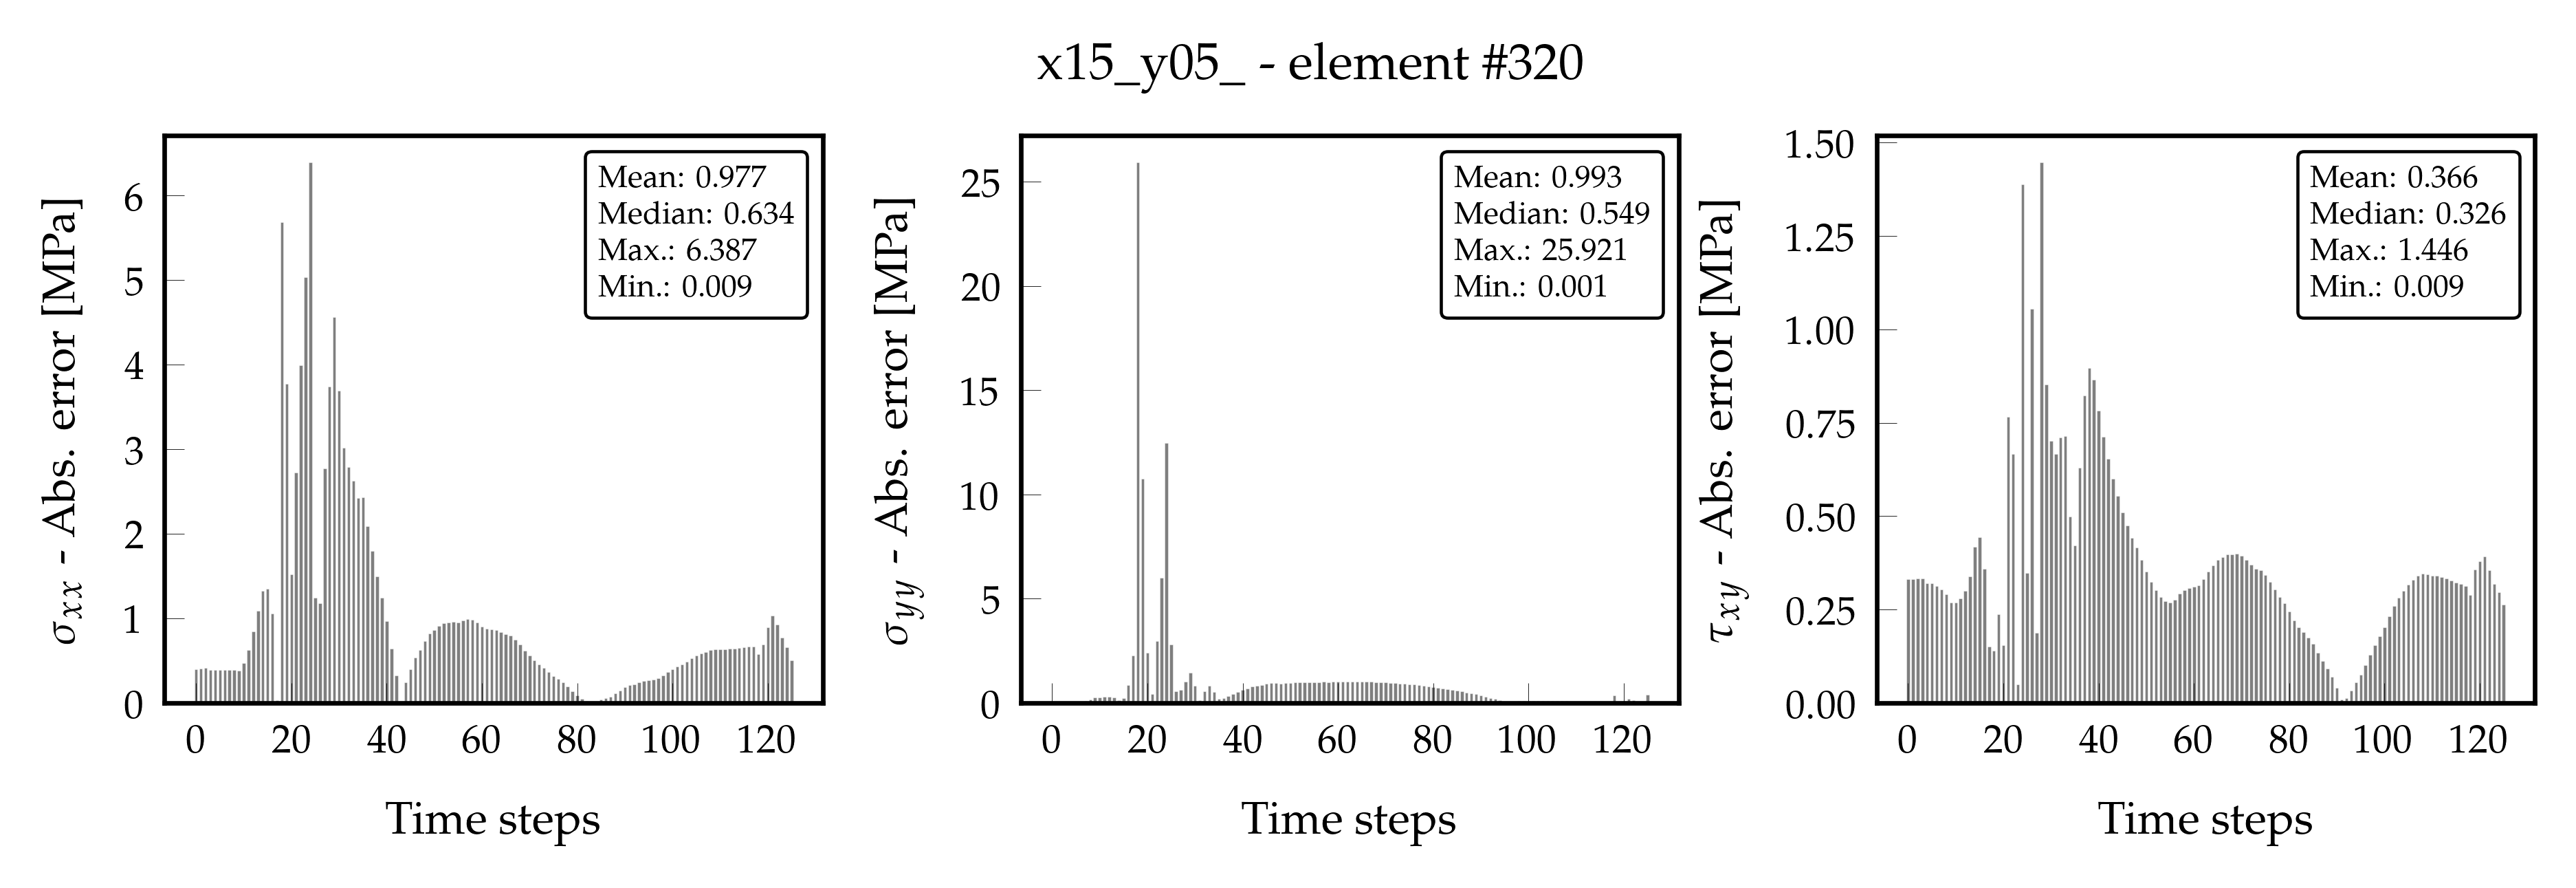 x15_y05_ - element #320
σxx - Abs. error [MPa]
6
5
4
3
2
1
0
0 20 40 60 80 100 120
Time steps
Mean: 0.977
Median: 0.634
Max.: 6.387
Min.: 0.009
σyy - Abs. error [MPa]
25
20
15
10
5
0
0 20 40 60 80 100 120
Time steps
Mean: 0.993
Median: 0.549
Max.: 25.921
Min.: 0.001
τxy - Abs. error [MPa]
1.50
1.25
1.00
0.75
0.50
0.25
0.00
0 20 40 60 80 100 120
Time steps
Mean: 0.366
Median: 0.326
Max.: 1.446
Min.: 0.009